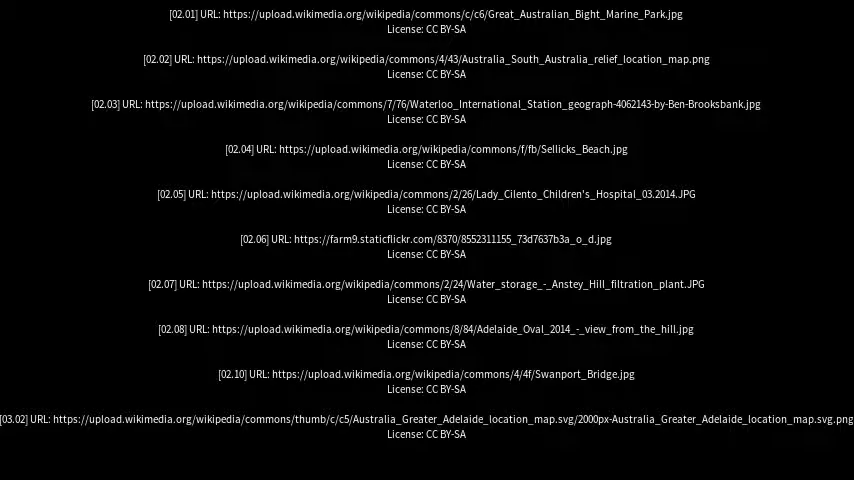 [02.01] URL: https://upload.wikimedia.org/wikipedia/commons/c/c6/Great_Australian_Bight_Marine_Park.jpg
License: CC BY-SA
[02.02] URL: https://upload.wikimedia.org/wikipedia/commons/4/43/Australia_South_Australia_relief_location_map.png
License: CC BY-SA
[02.03] URL: https://upload.wikimedia.org/wikipedia/commons/7/76/Waterloo_International_Station_geograph-4062143-by-Ben-Brooksbank.jpg
License: CC BY-SA
[02.04] URL: https://upload.wikimedia.org/wikipedia/commons/f/fb/Sellicks_Beach.jpg
License: CC BY-SA
[02.05] URL: https://upload.wikimedia.org/wikipedia/commons/2/26/Lady_Cilento_Children's_Hospital_03.2014.JPG
License: CC BY-SA
[02.06] URL: https://farm9.staticflickr.com/8370/8552311155_73d7637b3a_o_d.jpg
License: CC BY-SA
[02.07] URL: https://upload.wikimedia.org/wikipedia/commons/2/24/Water_storage_-_Anstey_Hill_filtration_plant.JPG
License: CC BY-SA
[02.08] URL: https://upload.wikimedia.org/wikipedia/commons/8/84/Adelaide_Oval_2014_-_view_from_the_hill.jpg
License: CC BY-SA
[02.10] URL: https://upload.wikimedia.org/wikipedia/commons/4/4f/Swanport_Bridge.jpg
License: CC BY-SA
[03.02] URL: https://upload.wikimedia.org/wikipedia/commons/thumb/c/c5/Australia_Greater_Adelaide_location_map.svg/2000px-Australia_Greater_Adelaide_location_map.svg.png
License: CC BY-SA